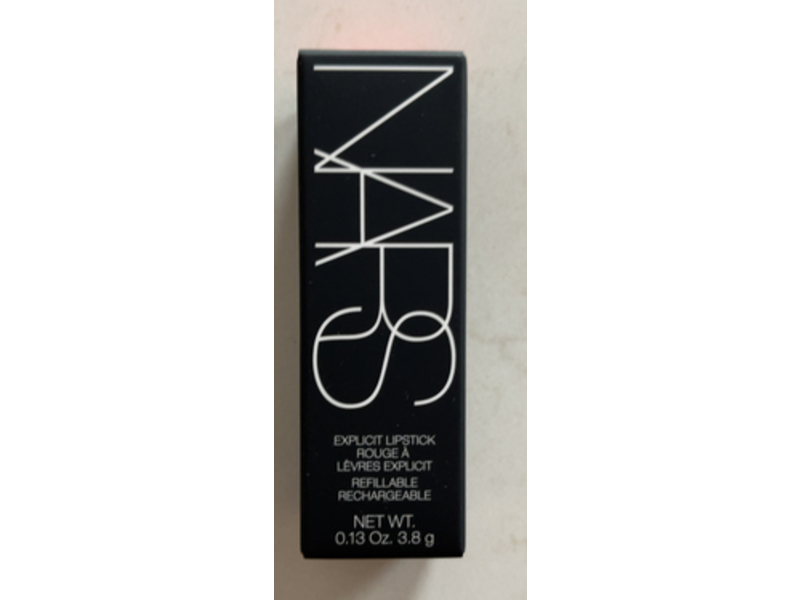 NARS
EXPLICIT LIPSTICK
ROUGE À
LÈVRES EXPLICIT
REFILLABLE
RECHARGEABLE
NET WT.
0.13 Oz. 3.8 g